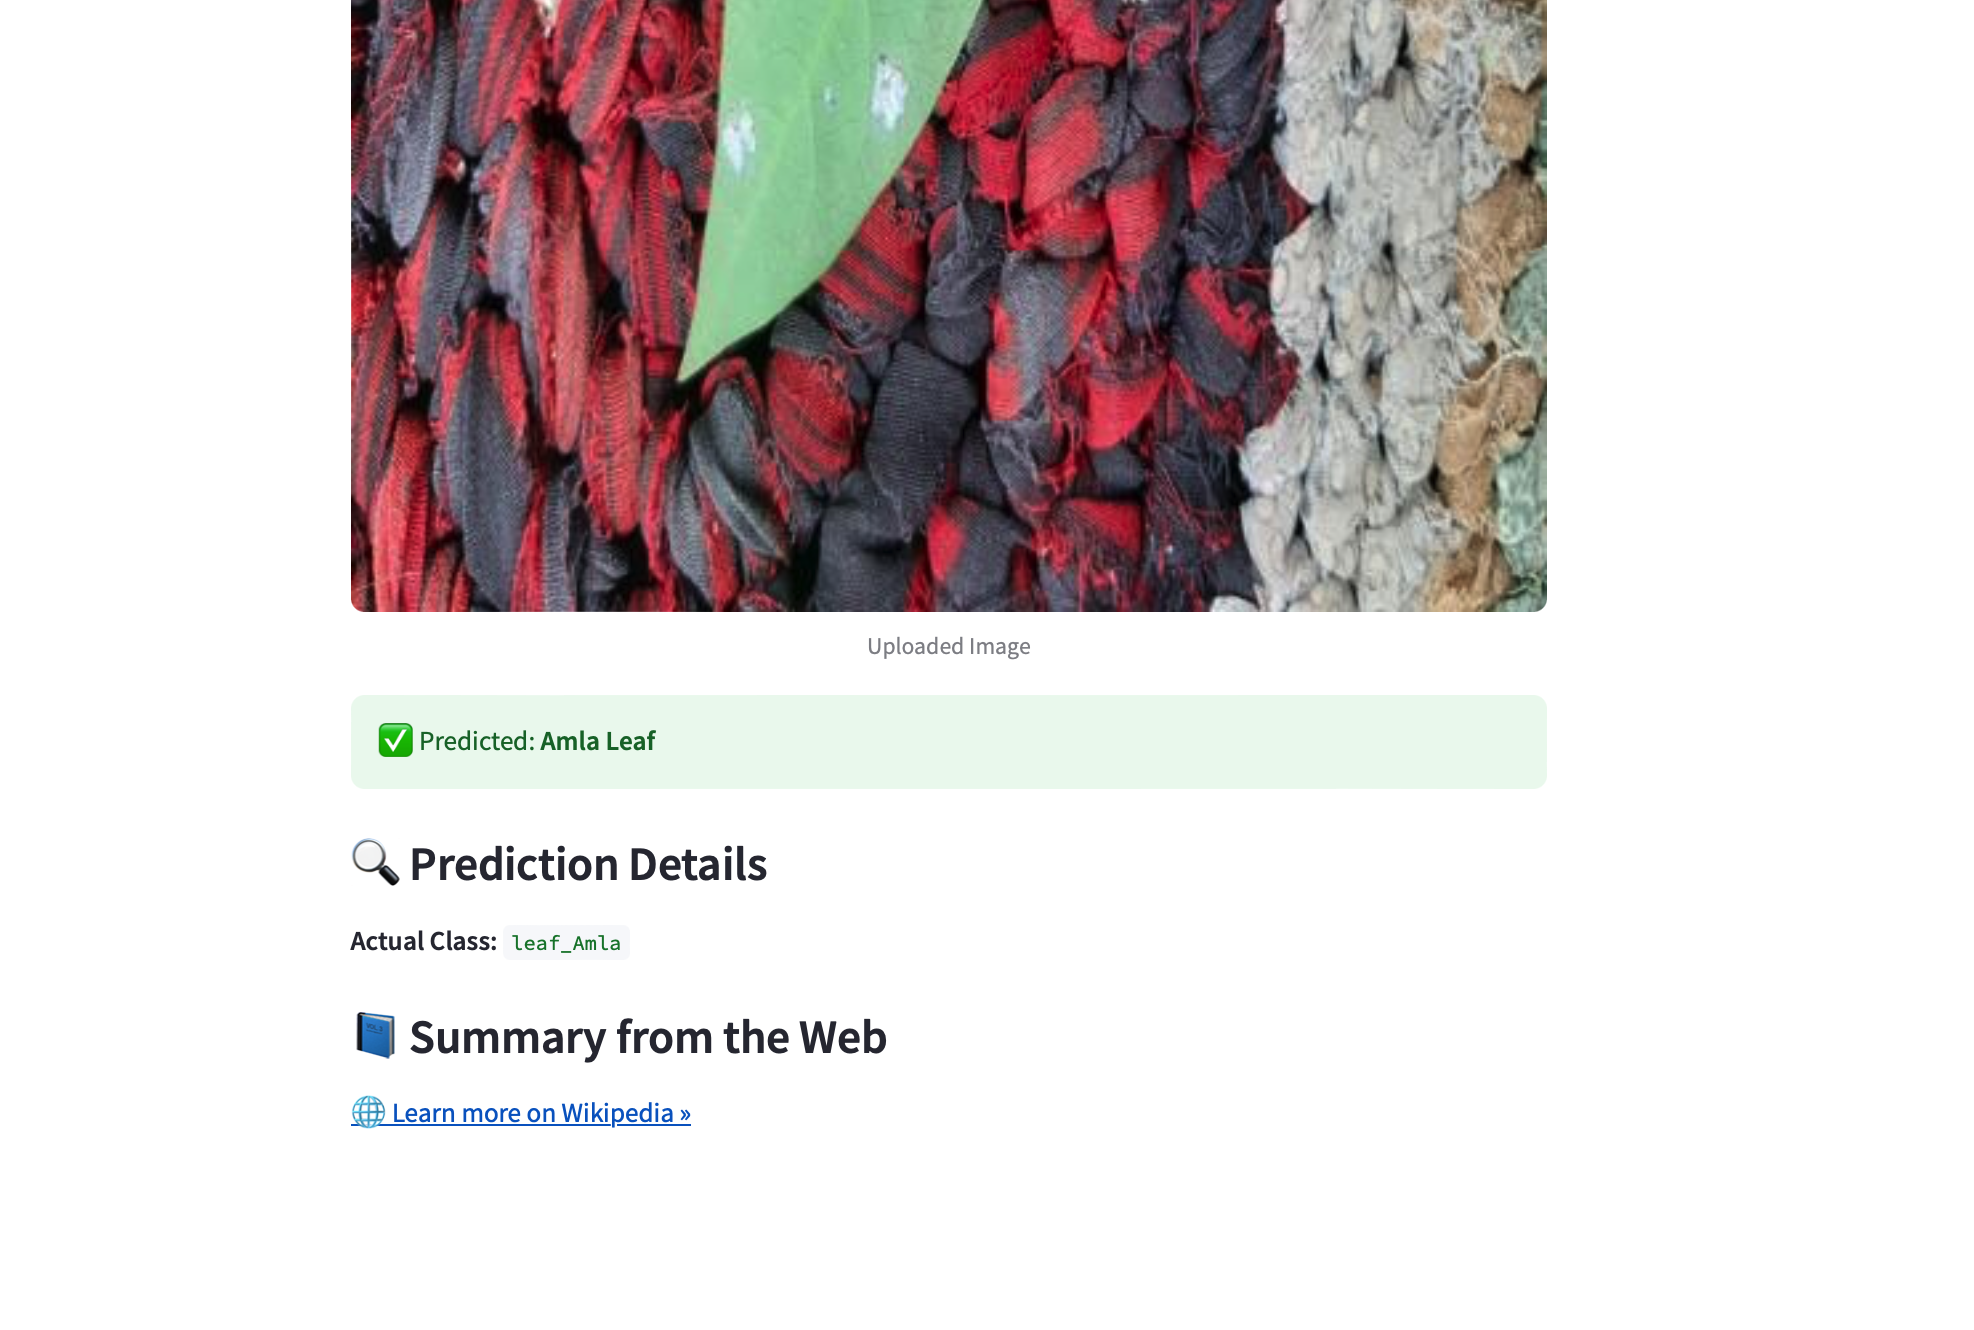 Uploaded Image
✅ Predicted: Amla Leaf
🔍 Prediction Details
Actual Class: leaf_Amla
📘 Summary from the Web
🌐 Learn more on Wikipedia »